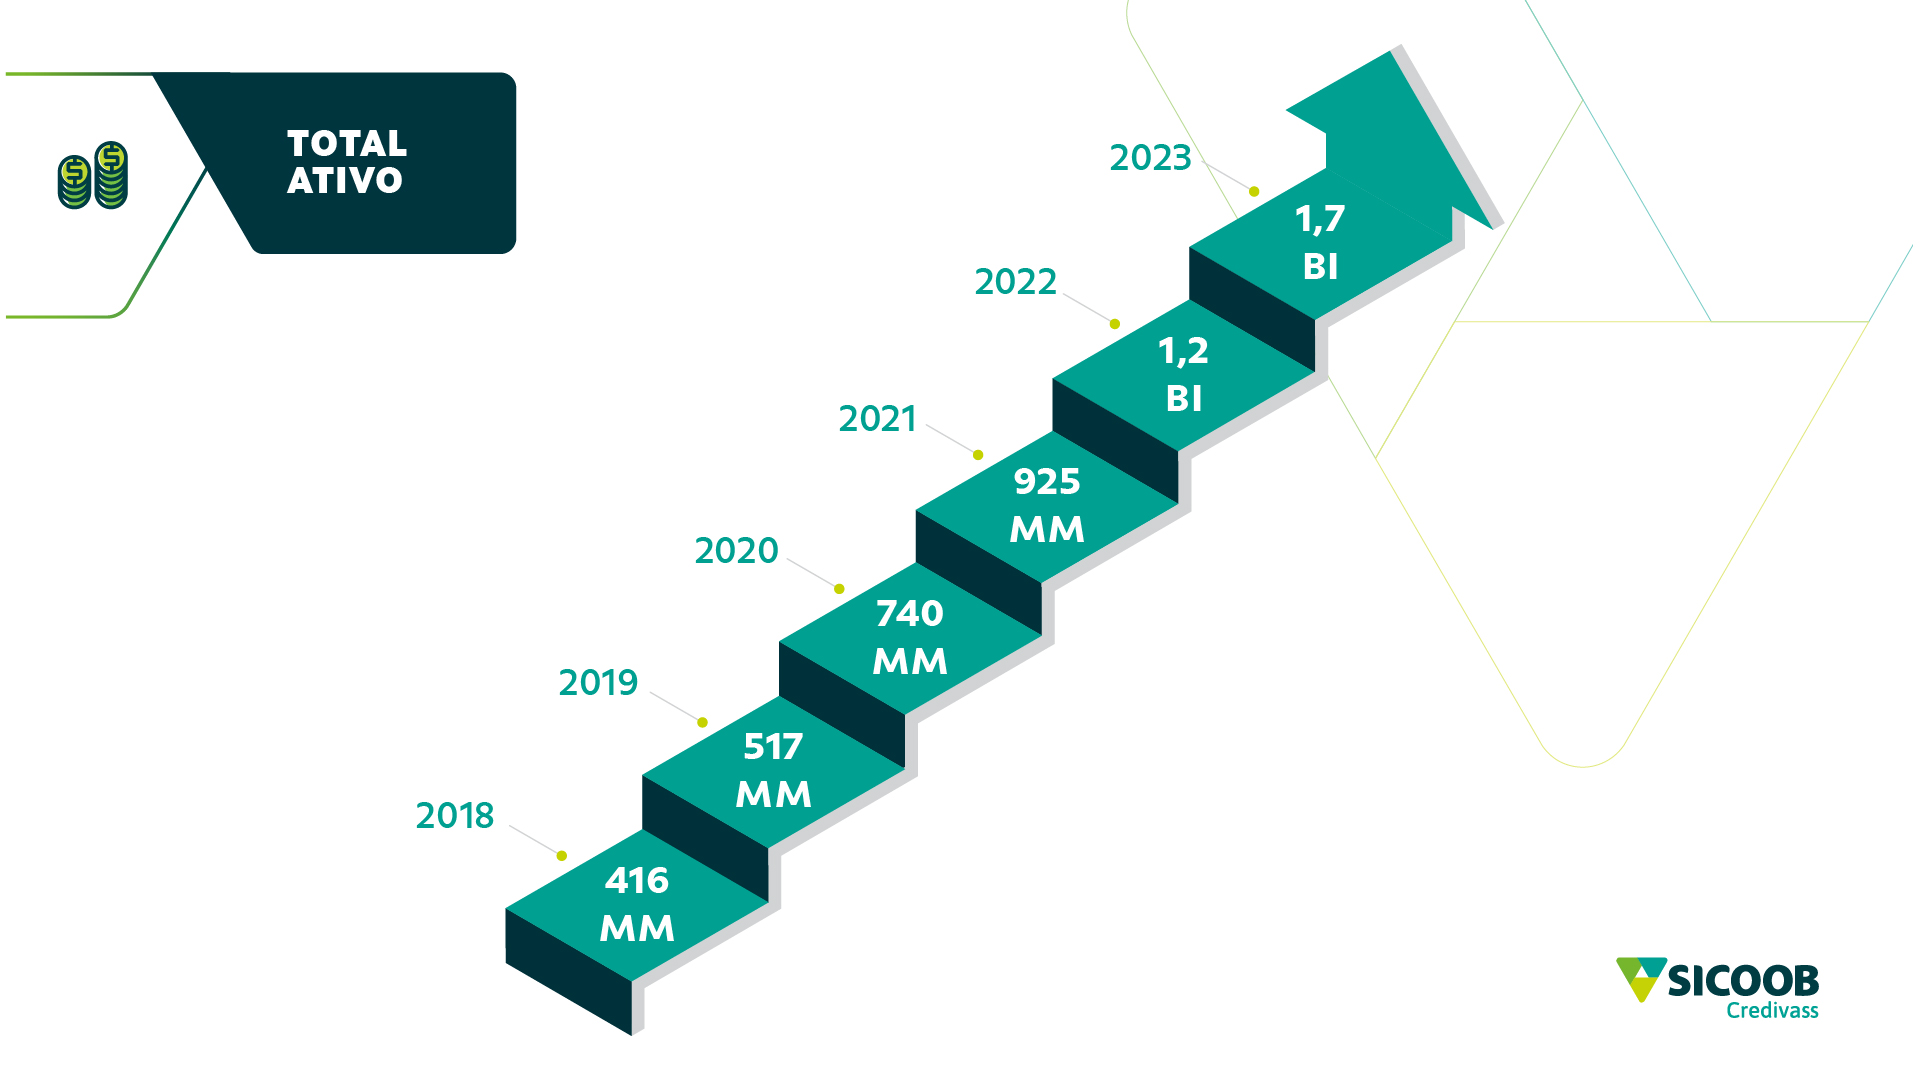 TOTAL
ATIVO
2023
1,7
BI
2022
1,2
BI
2021
925
MM
2020
740
MM
2019
517
MM
2018
416
MM
SICOOB
Credivass